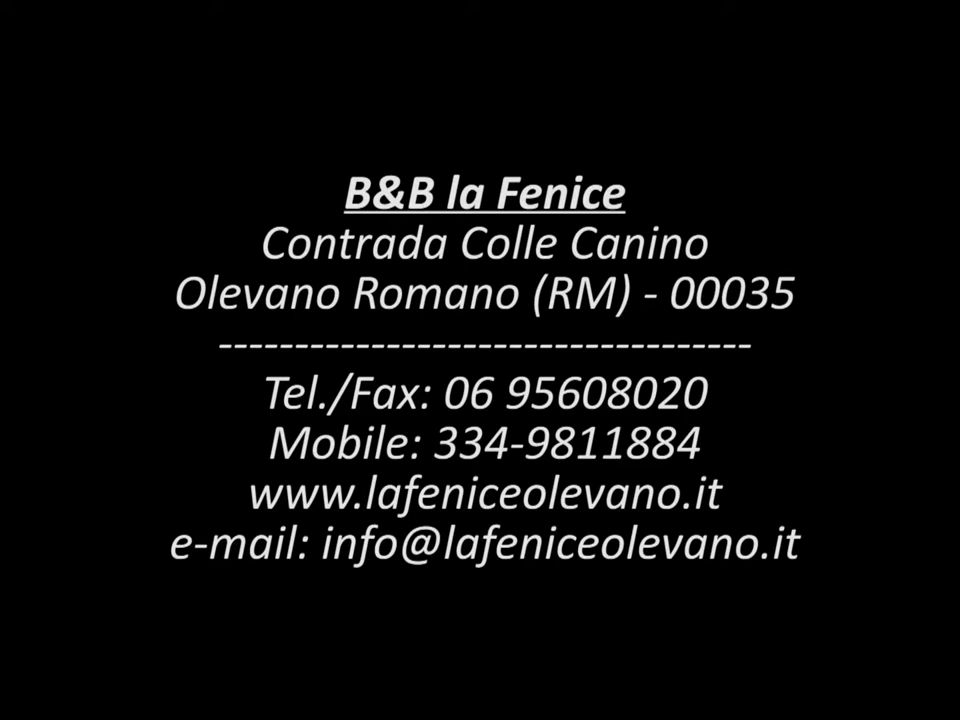 B&B la Fenice
Contrada Colle Canino
Olevano Romano (RM) - 00035
-----------------------------------
Tel./Fax: 06 95608020
Mobile: 334-9811884
www.lafeniceolevano.it
e-mail: info@lafeniceolevano.it